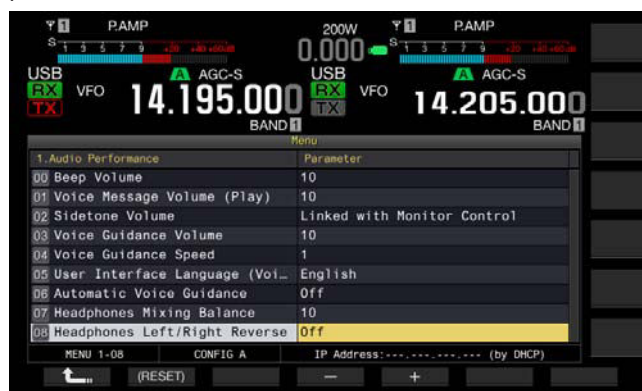 1 P.AMP 200W 1 P.AMP
S 1 3 5 7 9 +20 +40 +60dB 0.000 S 1 3 5 7 9 +20 +40 +60dB
USB A AGC-S USB A AGC-S
RX VFO 14.195.000 RX VFO 14.205.000
TX TX
BAND 1 BAND 1
Menu
1.Audio Performance Parameter
00 Beep Volume 10
01 Voice Message Volume (Play) 10
02 Sidetone Volume Linked with Monitor Control
03 Voice Guidance Volume 10
04 Voice Guidance Speed 1
05 User Interface Language (Voi… English
06 Automatic Voice Guidance Off
07 Headphones Mixing Balance 10
08 Headphones Left/Right Reverse Off
MENU 1-08 CONFIG A IP Address:---.---.---.--- (by DHCP)
(RESET) − +